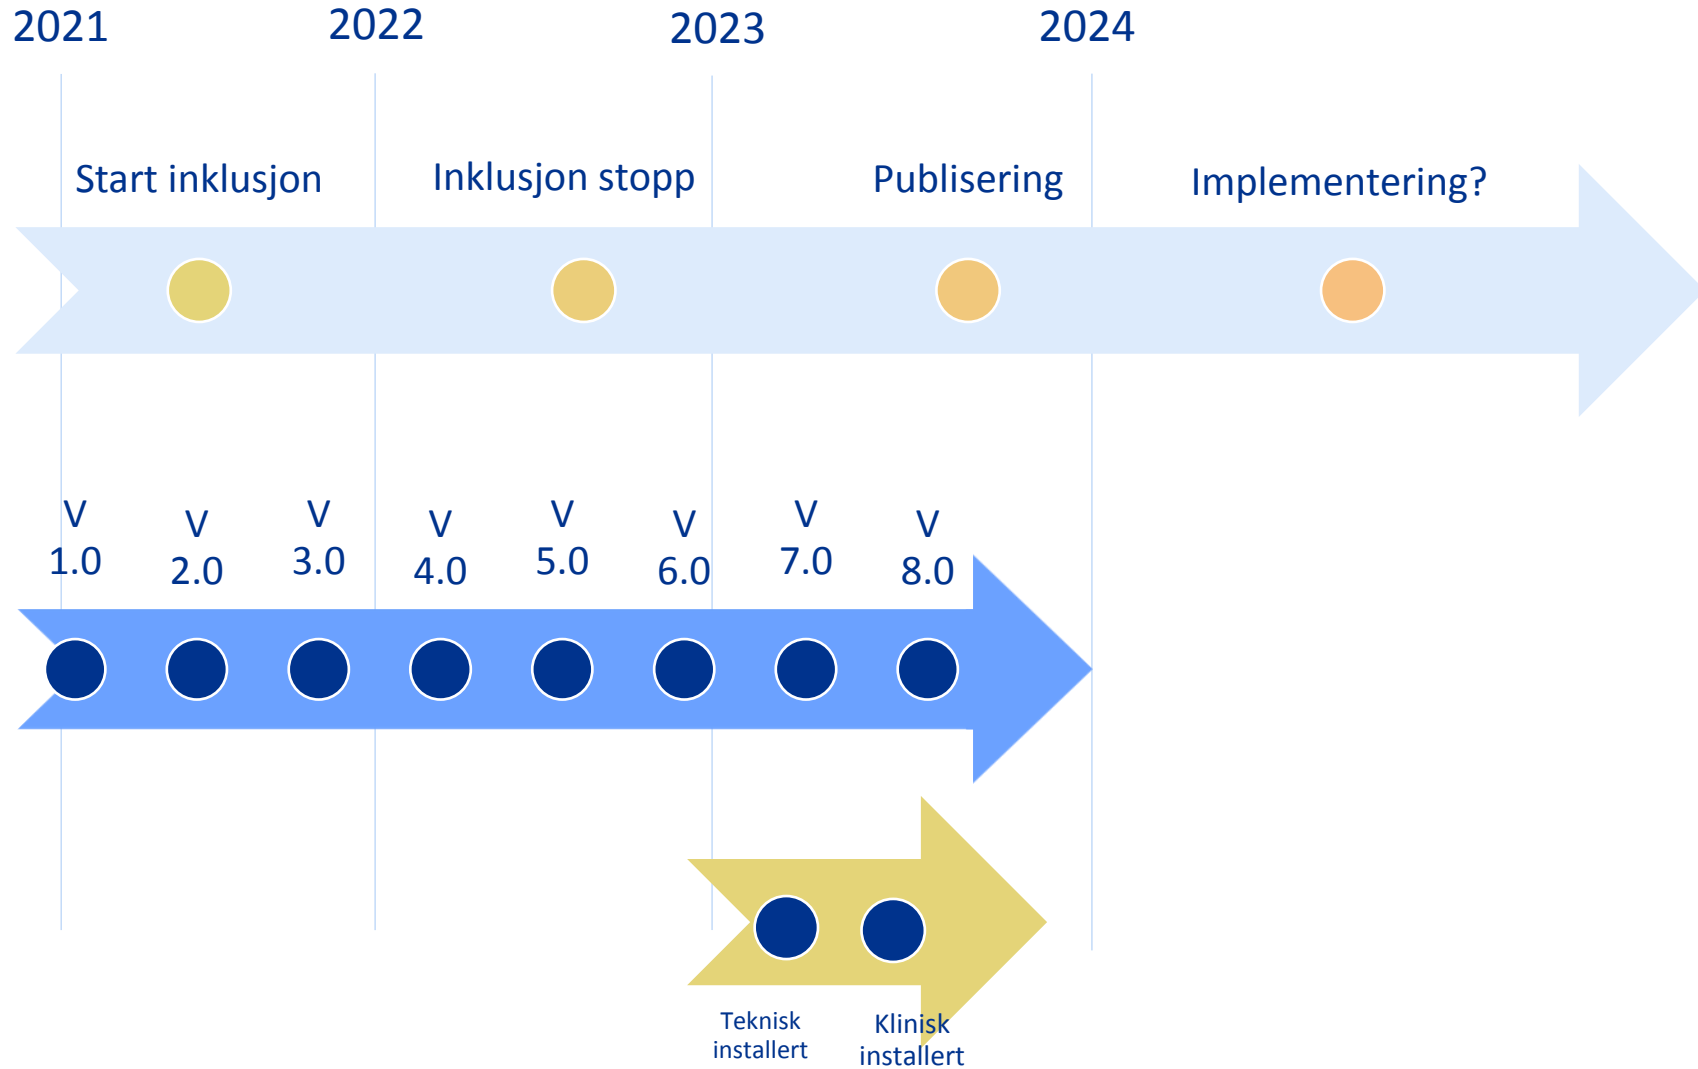 2021
2022
2023
2024
Start inklusjon
Inklusjon stopp
Publisering
Implementering?
V
1.0
V
2.0
V
3.0
V
4.0
V
5.0
V
6.0
V
7.0
V
8.0
Teknisk
installert
Klinisk
installert